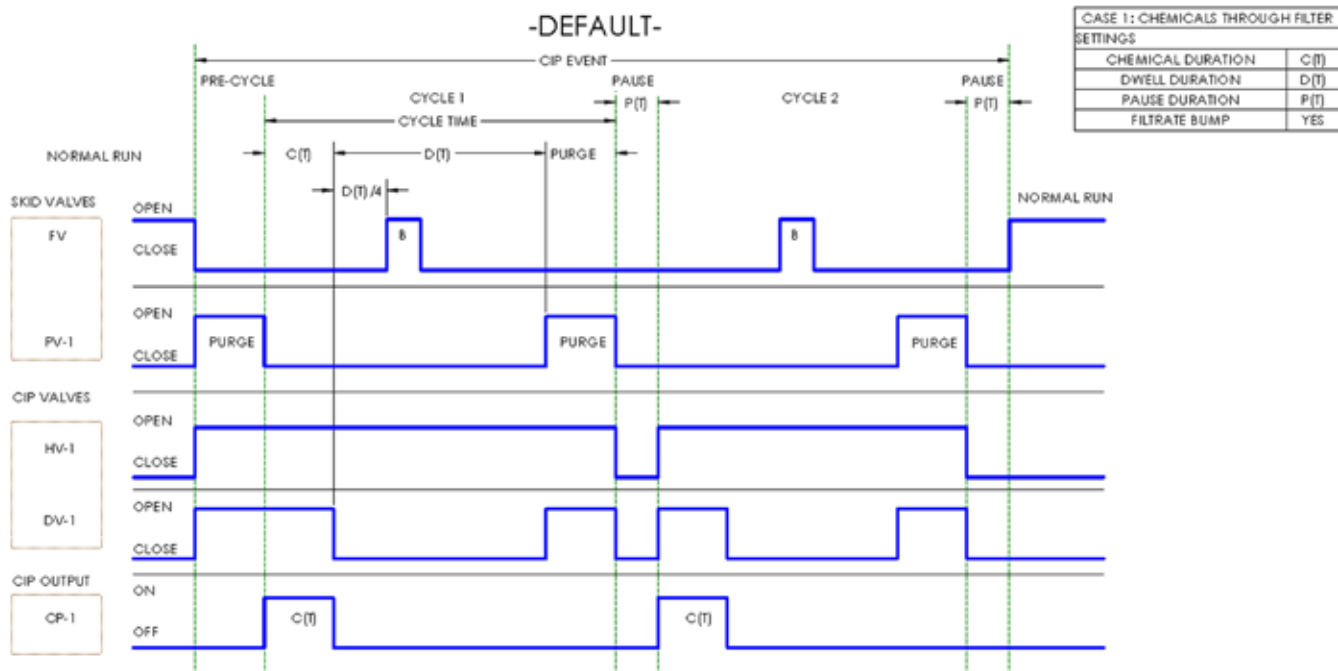 -DEFAULT-
CASE 1: CHEMICALS THROUGH FILTER
SETTINGS
CHEMICAL DURATION C(T)
DWELL DURATION D(T)
PAUSE DURATION P(T)
FILTRATE BUMP YES
CIP EVENT
PRE-CYCLE PAUSE PAUSE
CYCLE 1 P(T) CYCLE 2 P(T)
CYCLE TIME
NORMAL RUN C(T) D(T) PURGE
D(T)/4
SKID VALVES OPEN NORMAL RUN
FV B B
CLOSE
OPEN
PV-1 PURGE PURGE PURGE
CLOSE
CIP VALVES
OPEN
HV-1
CLOSE
OPEN
DV-1
CLOSE
CIP OUTPUT ON
CP-1 C(T) C(T)
OFF